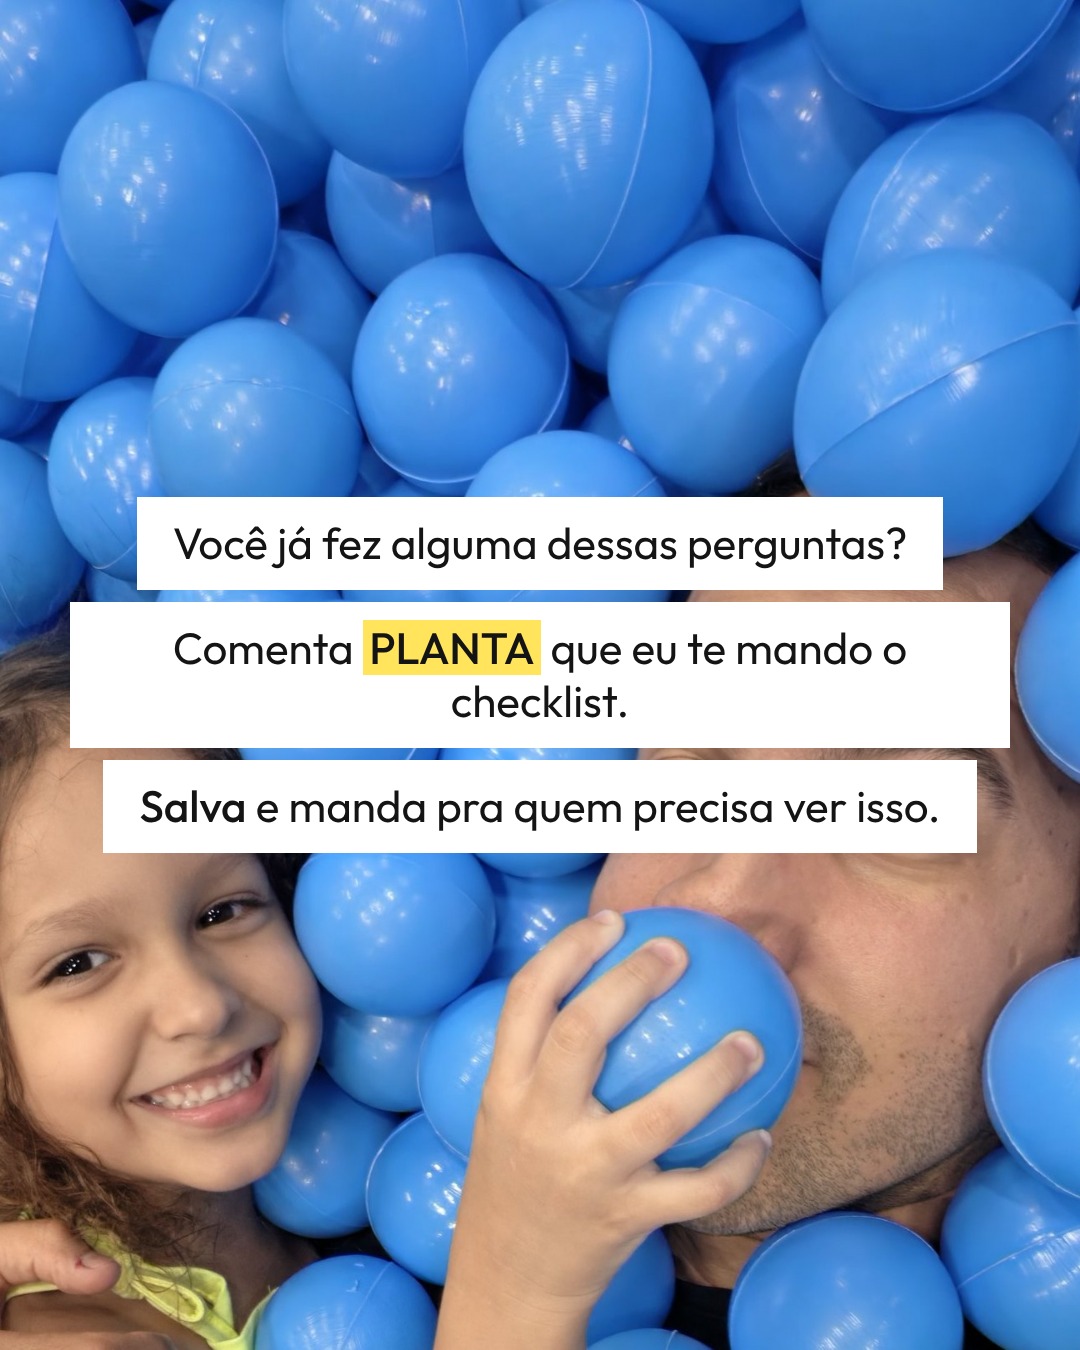 Você já fez alguma dessas perguntas?
Comenta PLANTA que eu te mando o
checklist.
Salva e manda pra quem precisa ver isso.